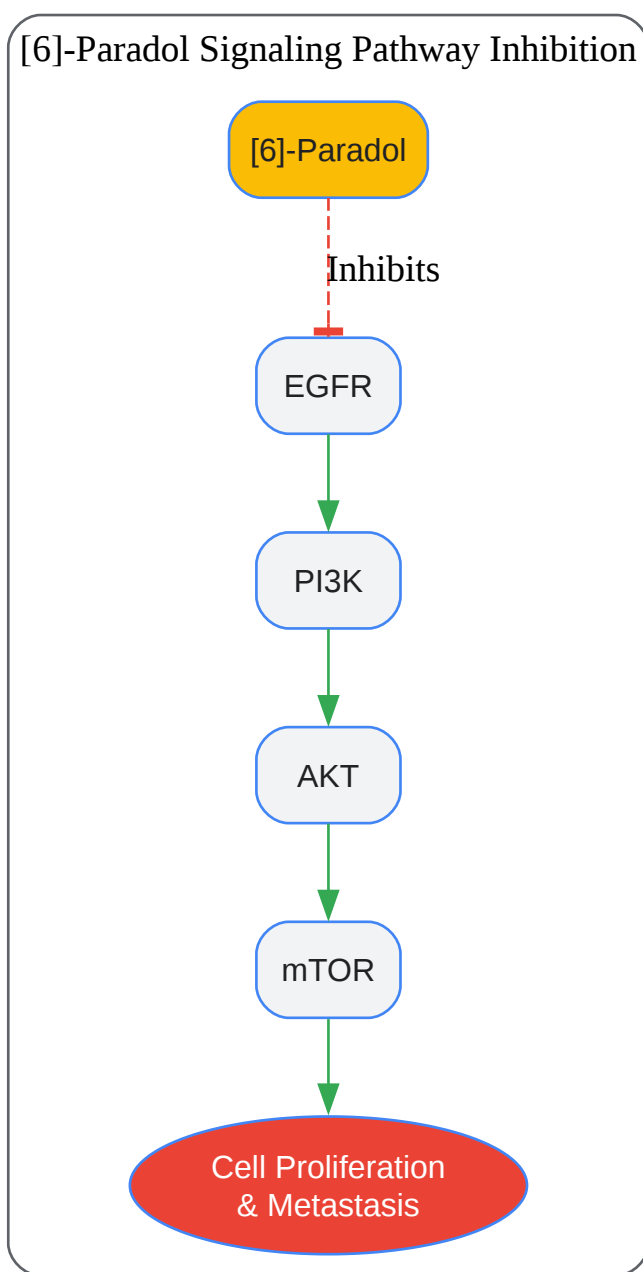 [6]-Paradol Signaling Pathway Inhibition
[6]-Paradol
Inhibits
EGFR
PI3K
AKT
mTOR
Cell Proliferation
& Metastasis